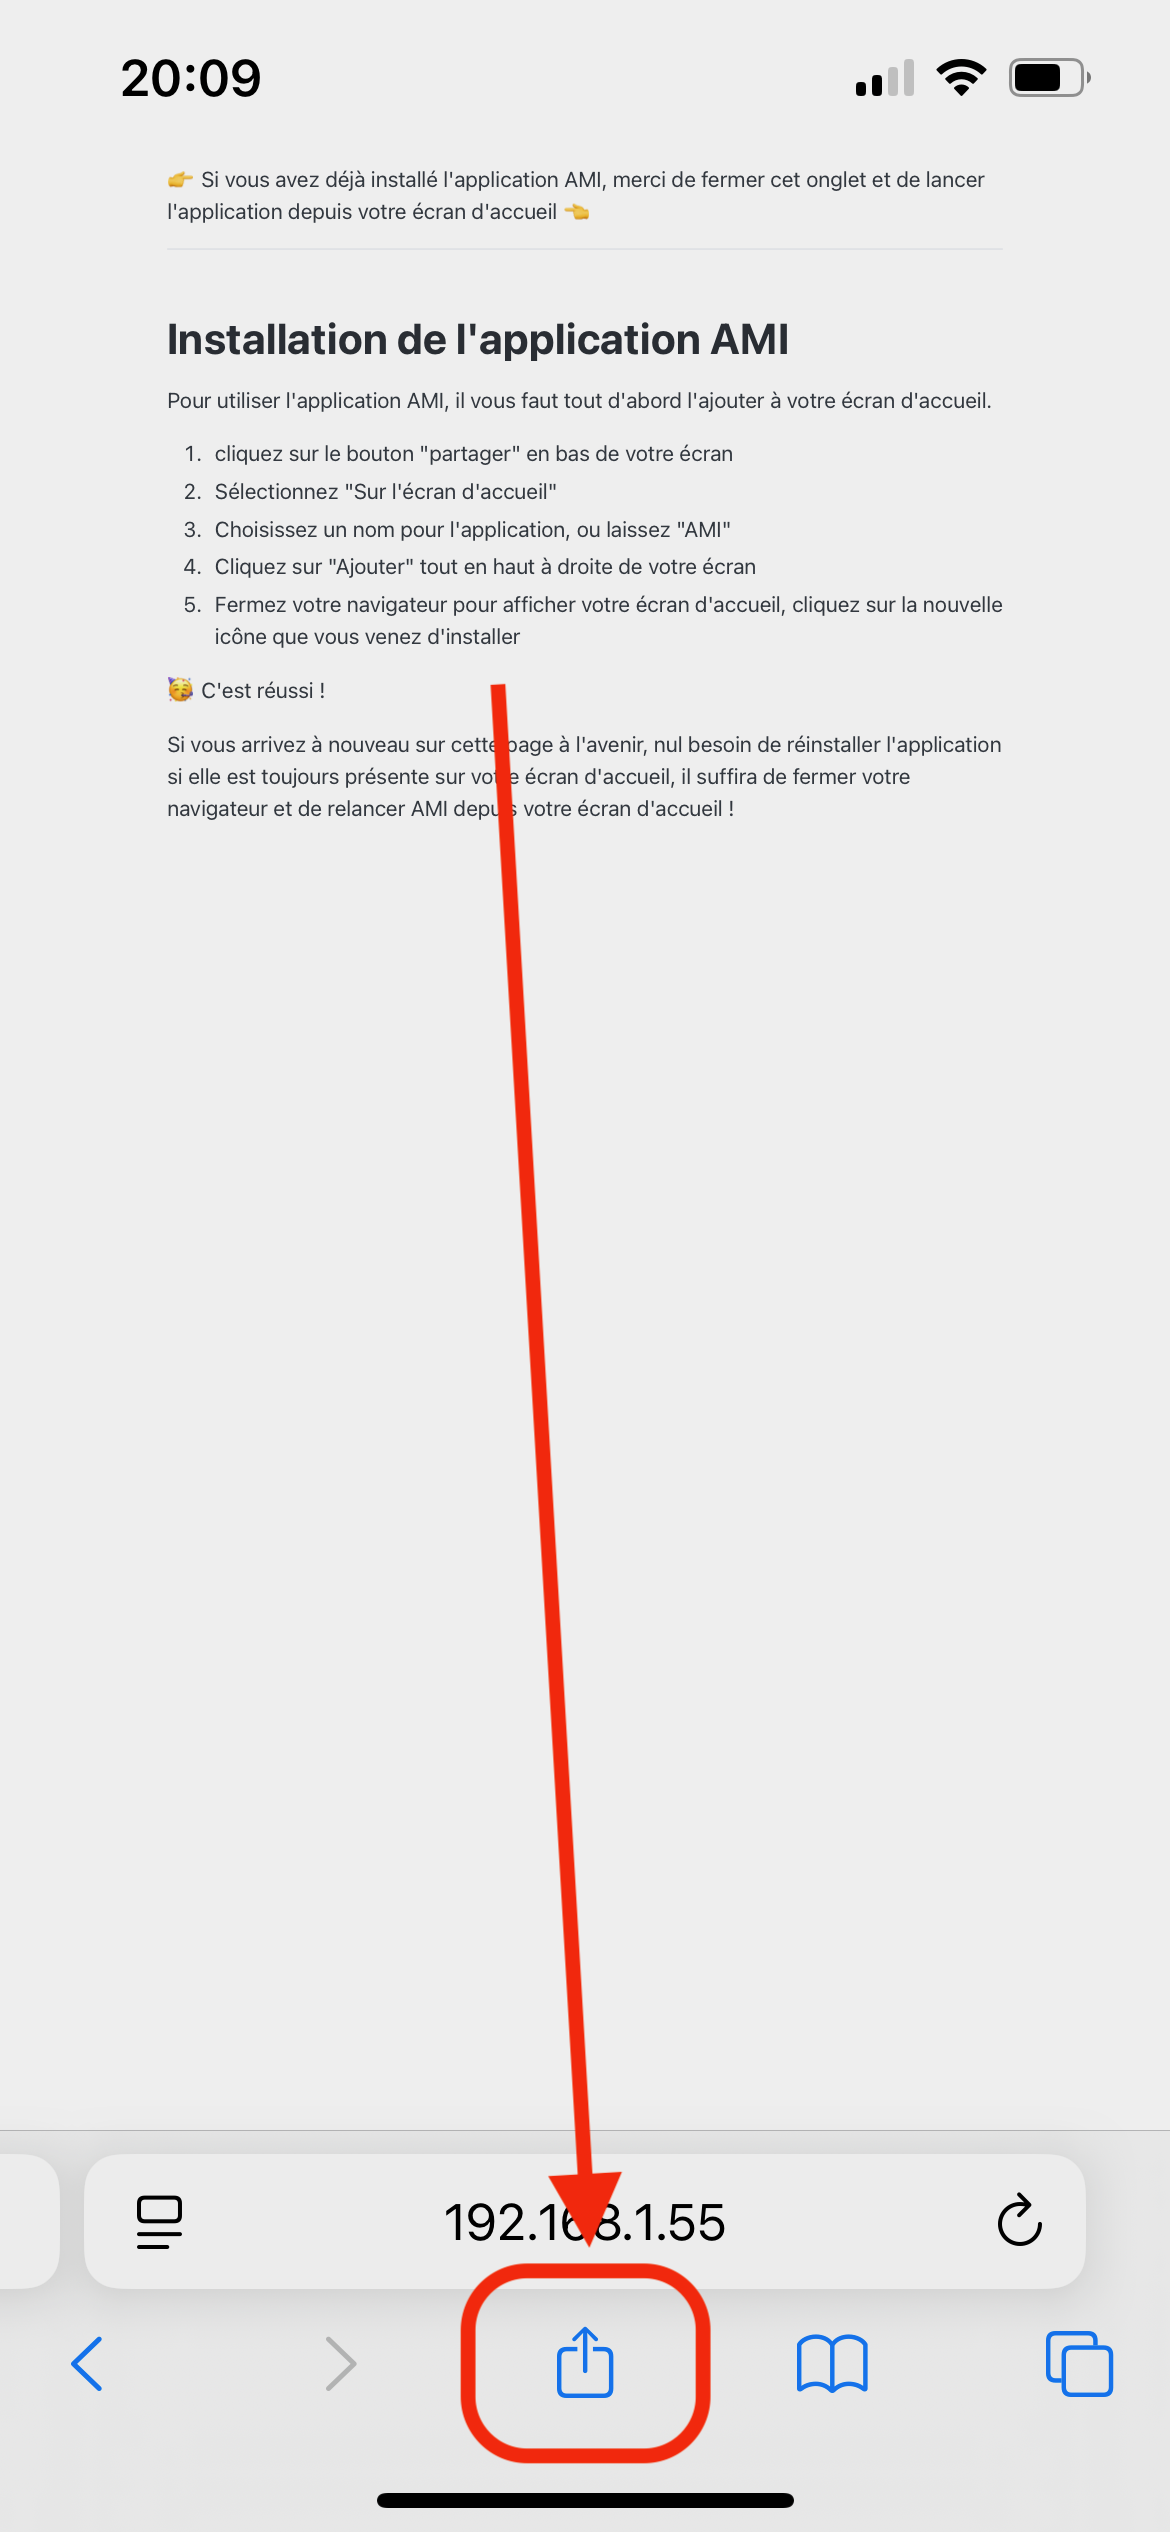 20:09
👉 Si vous avez déjà installé l'application AMI, merci de fermer cet onglet et de lancer
l'application depuis votre écran d'accueil 👈
Installation de l'application AMI
Pour utiliser l'application AMI, il vous faut tout d'abord l'ajouter à votre écran d'accueil.
1. cliquez sur le bouton "partager" en bas de votre écran
2. Sélectionnez "Sur l'écran d'accueil"
3. Choisissez un nom pour l'application, ou laissez "AMI"
4. Cliquez sur "Ajouter" tout en haut à droite de votre écran
5. Fermez votre navigateur pour afficher votre écran d'accueil, cliquez sur la nouvelle
icône que vous venez d'installer
🥳 C'est réussi !
Si vous arrivez à nouveau sur cette page à l'avenir, nul besoin de réinstaller l'application
si elle est toujours présente sur votre écran d'accueil, il suffira de fermer votre
navigateur et de relancer AMI depuis votre écran d'accueil !
192.168.1.55